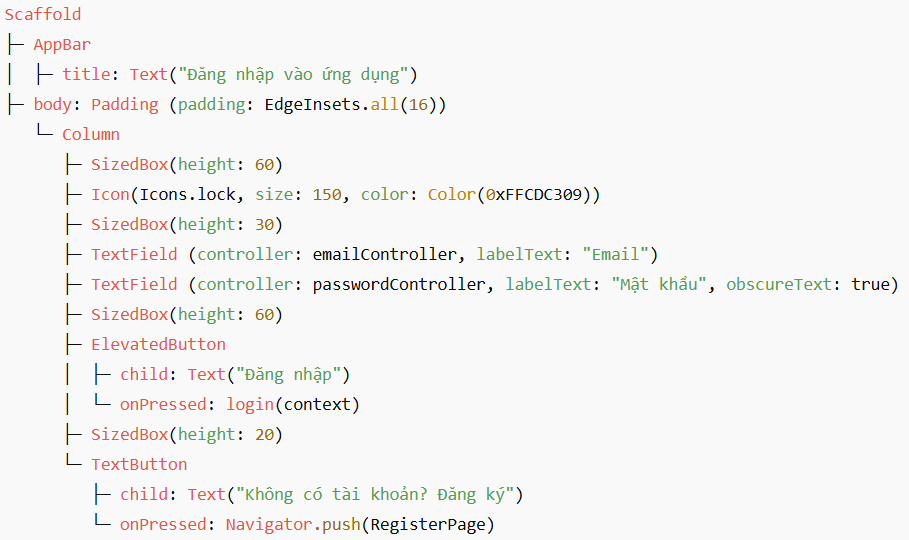 Scaffold
├─ AppBar
│  ├─ title: Text("Đăng nhập vào ứng dụng")
├─ body: Padding (padding: EdgeInsets.all(16))
   └─ Column
      ├─ SizedBox(height: 60)
      ├─ Icon(Icons.lock, size: 150, color: Color(0xFFCDC309))
      ├─ SizedBox(height: 30)
      ├─ TextField (controller: emailController, labelText: "Email")
      ├─ TextField (controller: passwordController, labelText: "Mật khẩu", obscureText: true)
      ├─ SizedBox(height: 60)
      ├─ ElevatedButton
      │  ├─ child: Text("Đăng nhập")
      │  └─ onPressed: login(context)
      ├─ SizedBox(height: 20)
      └─ TextButton
         ├─ child: Text("Không có tài khoản? Đăng ký")
         └─ onPressed: Navigator.push(RegisterPage)